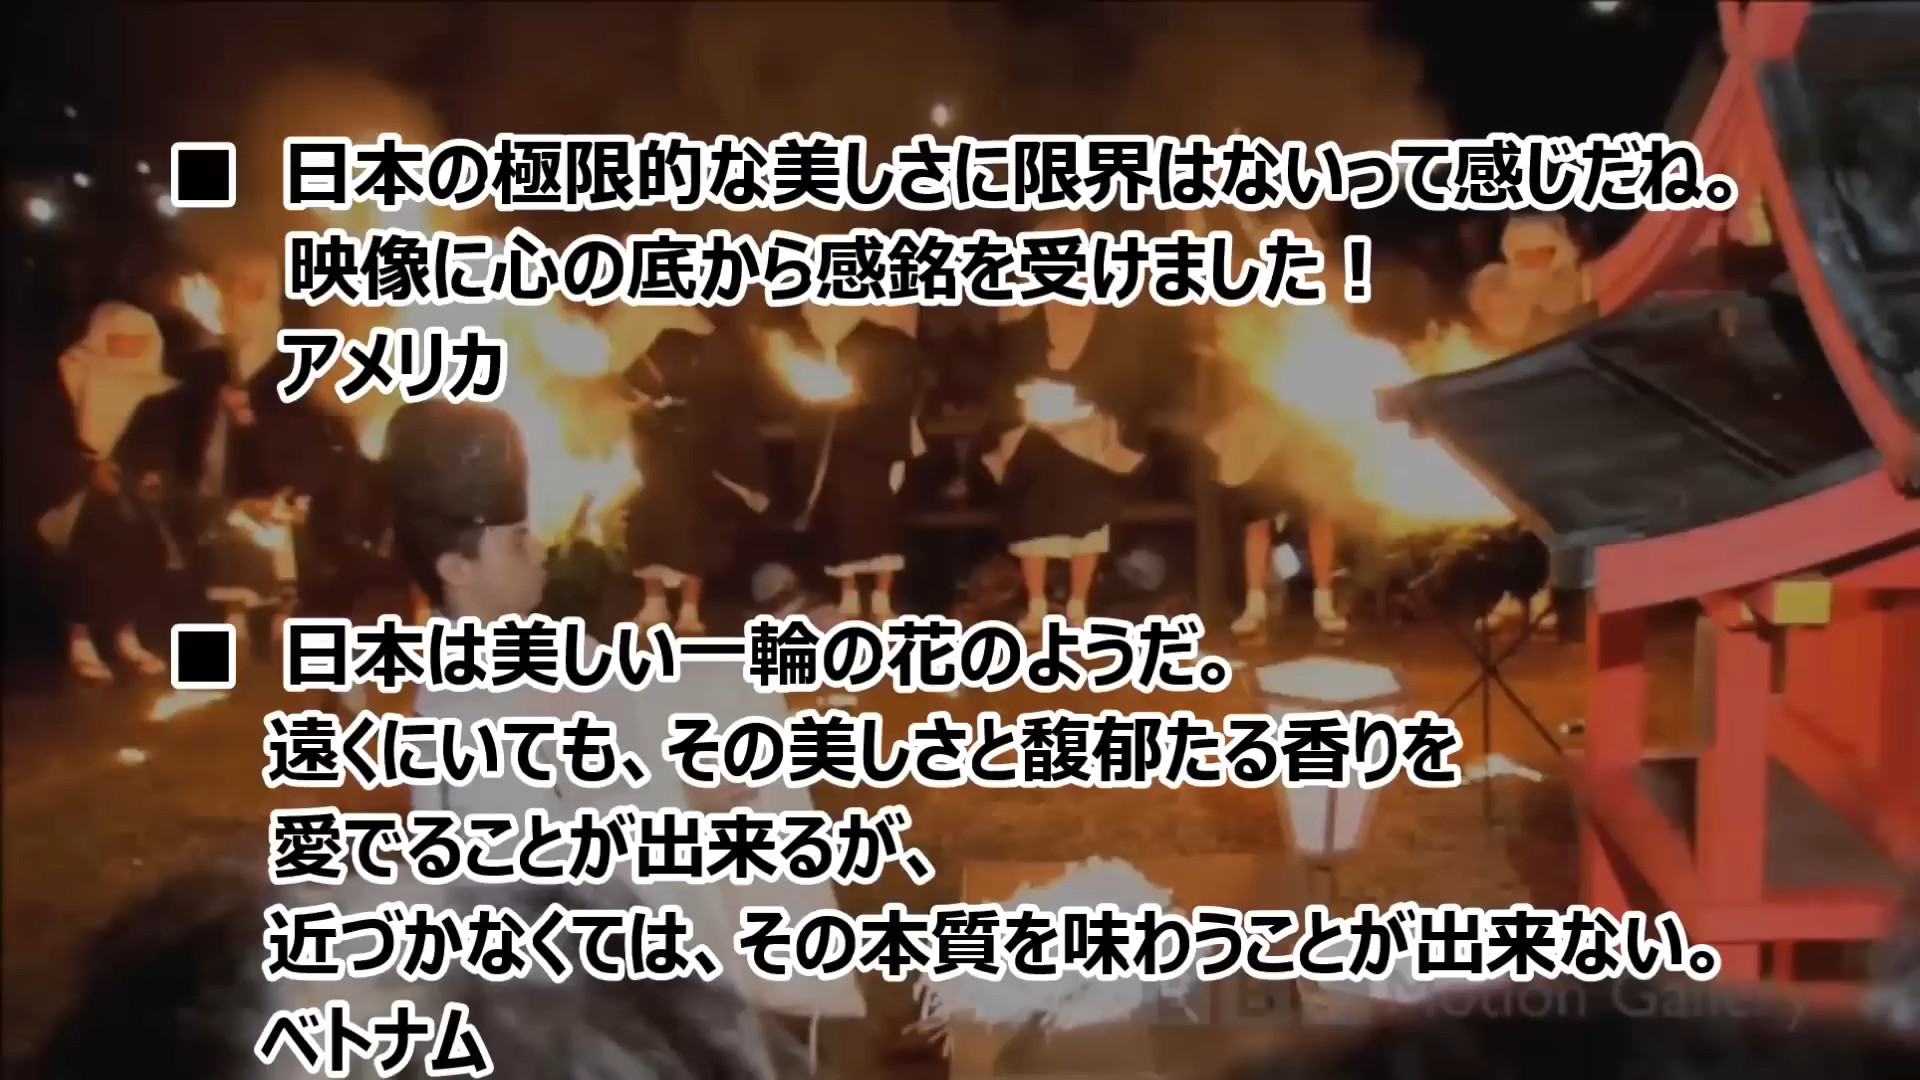 ■ 日本の極限的な美しさに限界はないって感じだね。
映像に心の底から感銘を受けました！
アメリカ
■ 日本は美しい一輪の花のようだ。
遠くにいても、その美しさと馥郁たる香りを
愛でることが出来るが、
近づかなくては、その本質を味わうことが出来ない。
Motion Gallery
ベトナム